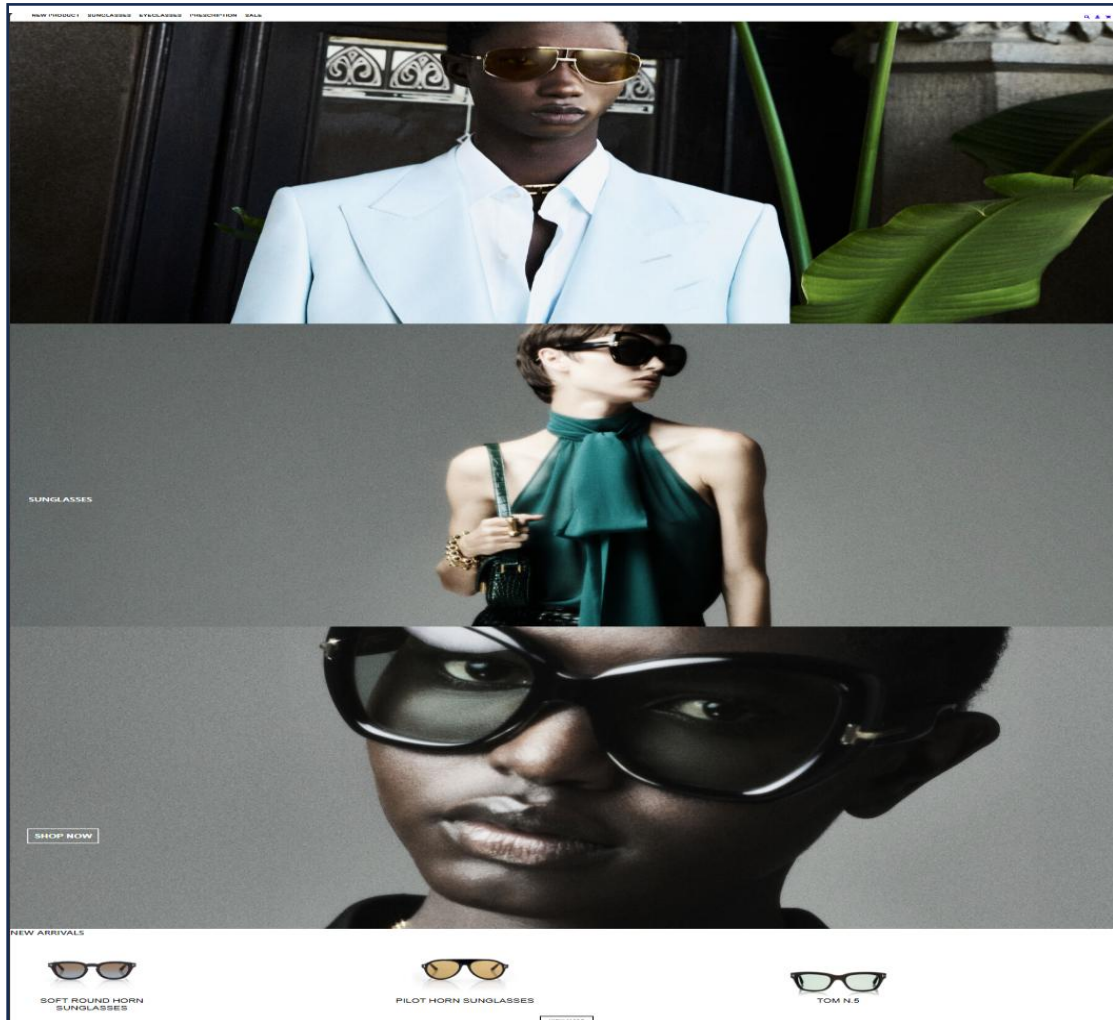 NEW PRODUCT SUNGLASSES EYEGLASSES PRESCRIPTION SALE
SUNGLASSES
SHOP NOW
NEW ARRIVALS
SOFT ROUND HORN
SUNGLASSES
PILOT HORN SUNGLASSES
TOM N.5